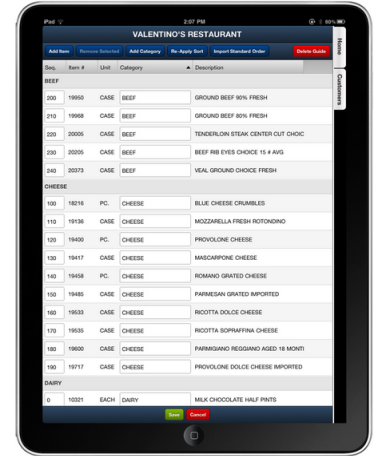 iPad 2:07 PM 80%
VALENTINO'S RESTAURANT
Add Item Remove Selected Add Category Re-Apply Sort Import Standard Order Delete Guide
Home
Customers
Seq. Item # Unit Category Description
BEEF
200 19950 CASE BEEF GROUND BEEF 90% FRESH
210 19968 CASE BEEF GROUND BEEF 80% FRESH
220 20005 CASE BEEF TENDERLOIN STEAK CENTER CUT CHOIC
230 20205 CASE BEEF BEEF RIB EYES CHOICE 15 # AVG
240 20373 CASE BEEF VEAL GROUND CHOICE FRESH
CHEESE
100 18216 PC. CHEESE BLUE CHEESE CRUMBLES
110 19136 CASE CHEESE MOZZARELLA FRESH ROTONDINO
120 19400 PC. CHEESE PROVOLONE CHEESE
130 19417 CASE CHEESE MASCARPONE CHEESE
140 19458 PC. CHEESE ROMANO GRATED CHEESE
150 19485 CASE CHEESE PARMESAN GRATED IMPORTED
160 19533 CASE CHEESE RICOTTA DOLCE CHEESE
170 19535 CASE CHEESE RICOTTA SOPRAFFINA CHEESE
180 19600 CASE CHEESE PARMIGIANO REGGIANO AGED 18 MONTI
190 19717 CASE CHEESE PROVOLONE DOLCE CHEESE IMPORTED
DAIRY
0 10321 EACH DAIRY MILK CHOCOLATE HALF PINTS
Save Cancel